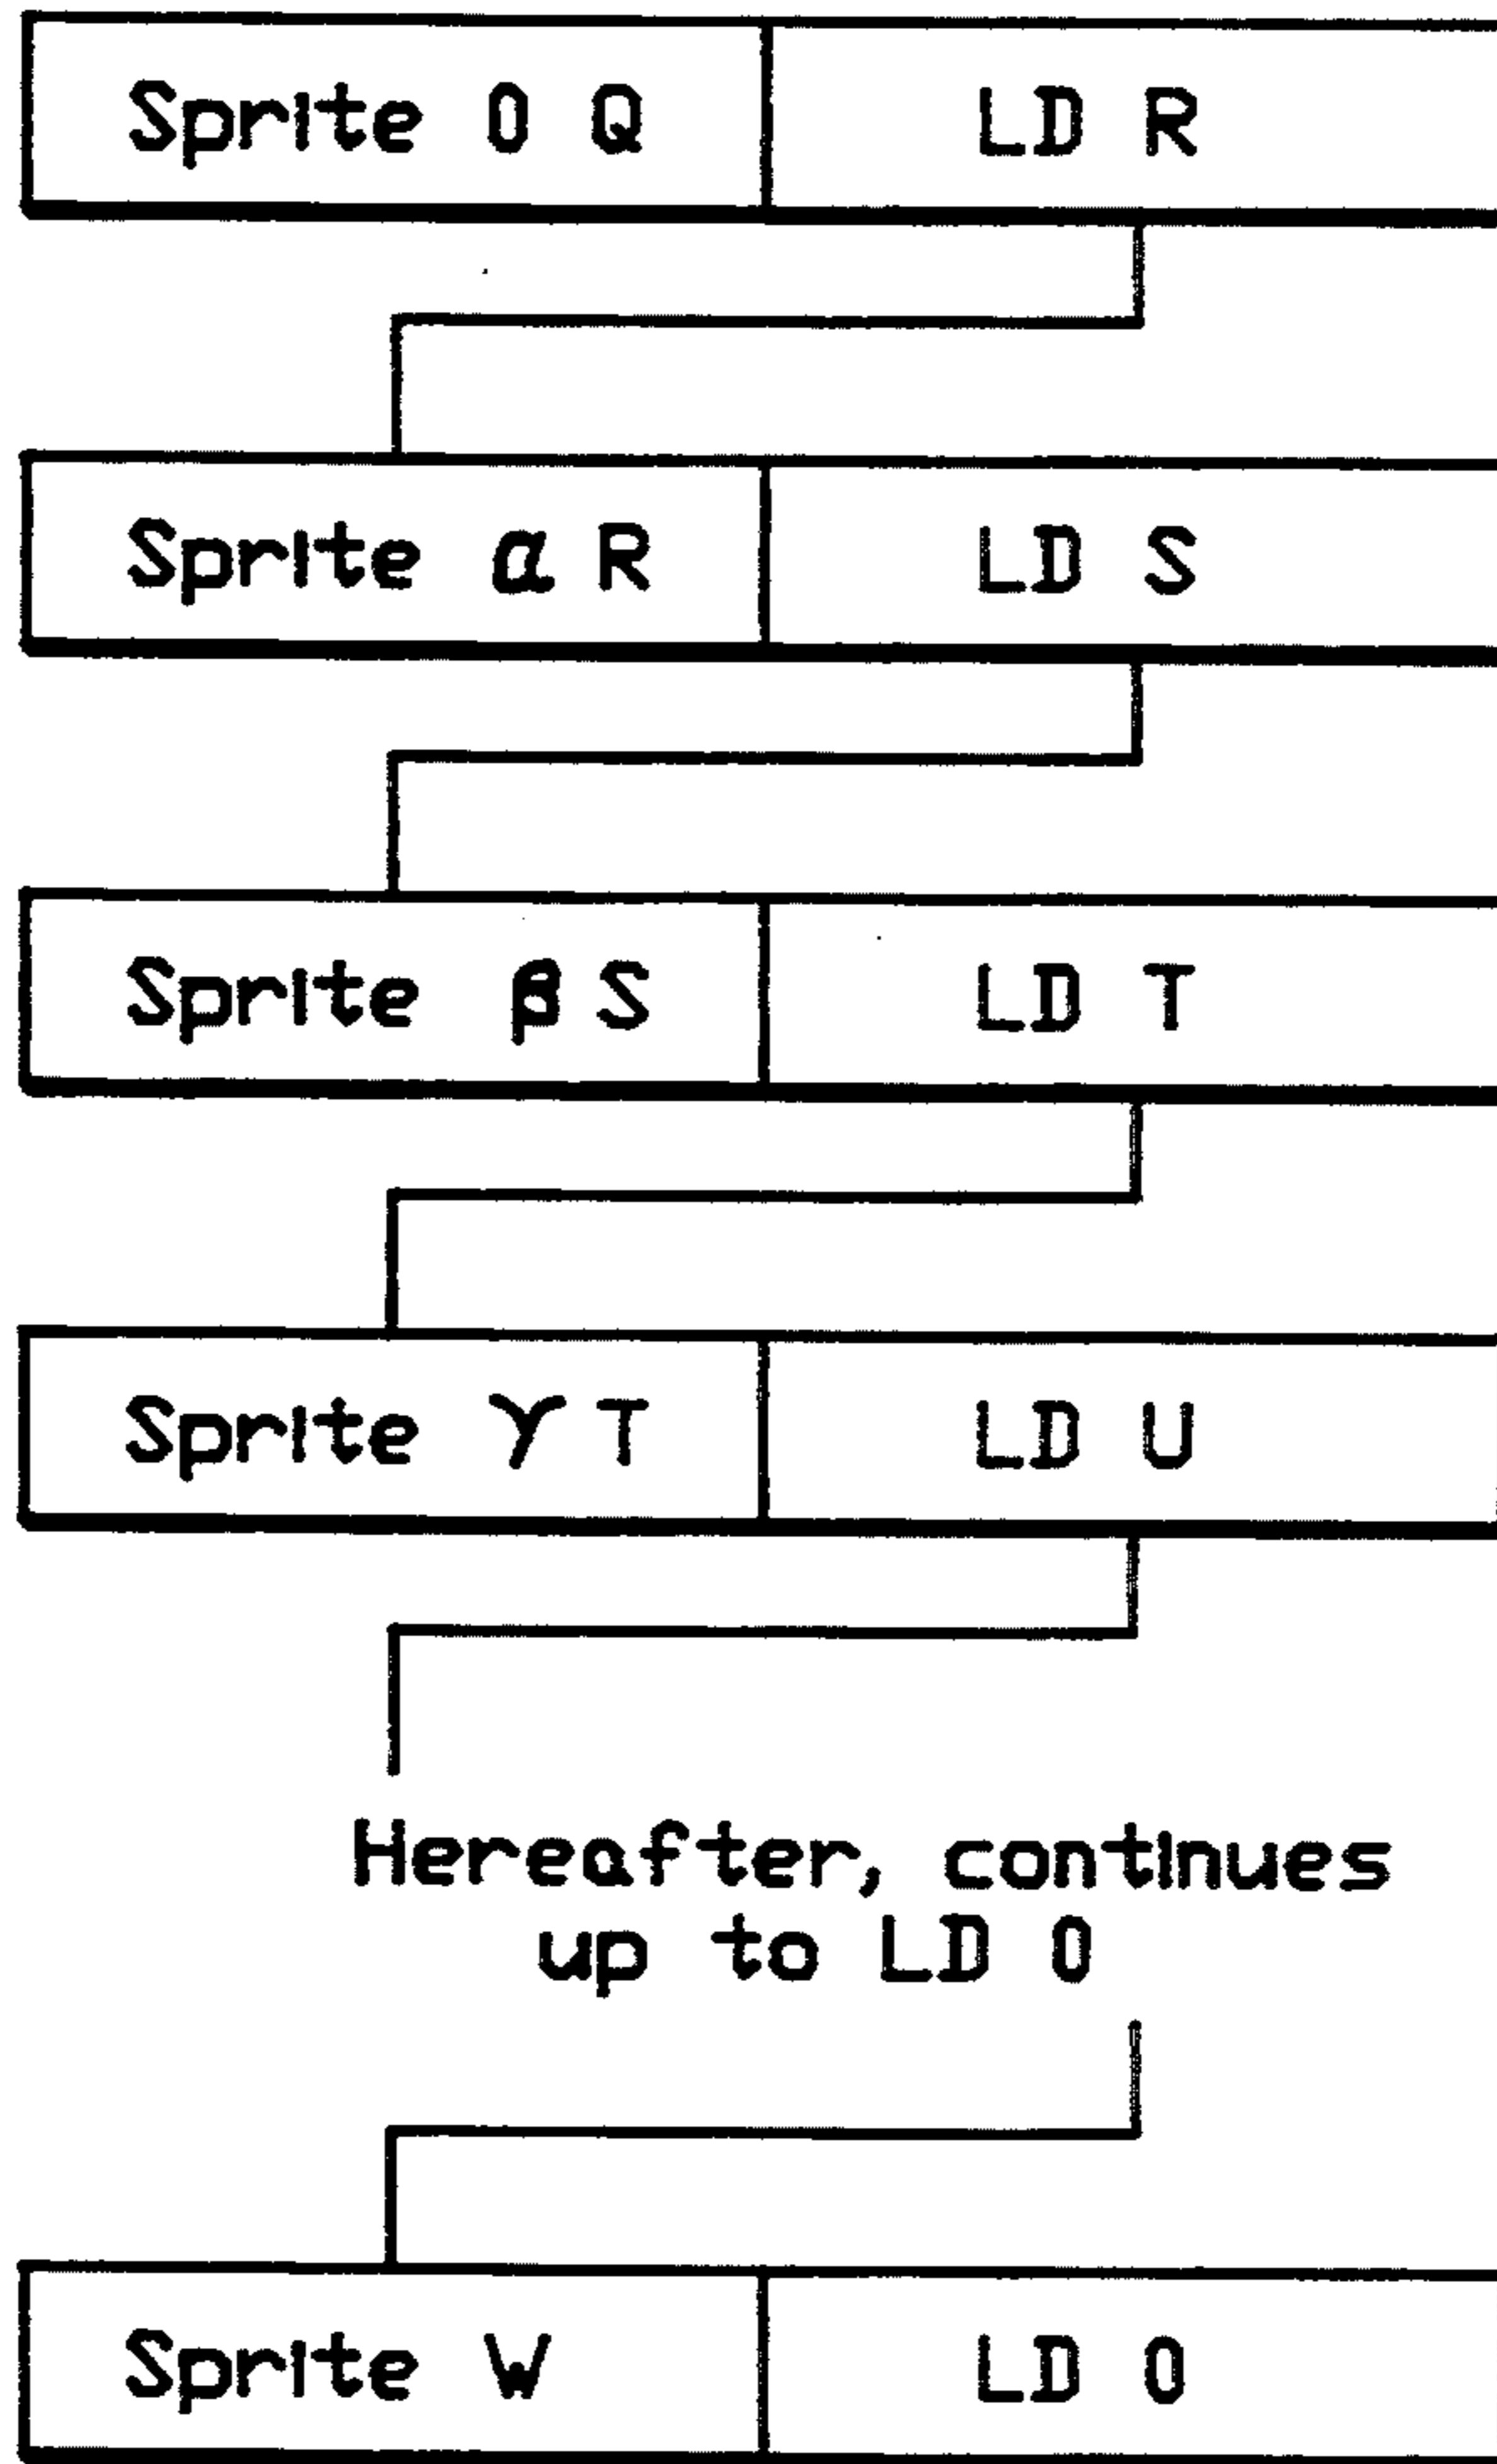 Sprite 0 Q LD R
Sprite α R LD S
Sprite β S LD T
Sprite γ T LD U
Hereafter, continues
up to LD 0
Sprite W LD 0